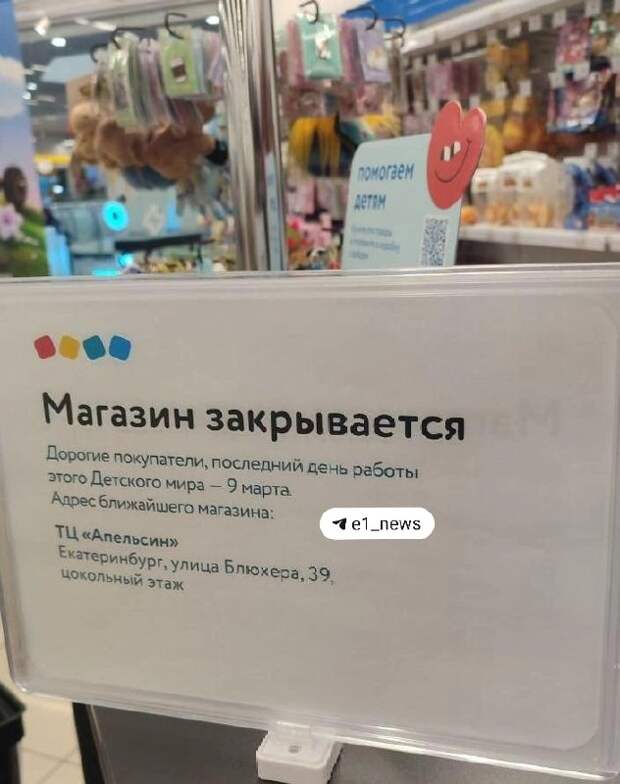 помогаем
детям
Магазин закрывается
Дорогие покупатели, последний день работы
этого Детского мира – 9 марта.
Адрес ближайшего магазина:
e1_news
ТЦ «Апельсин»
Екатеринбург, улица Блюхера, 39,
цокольный этаж